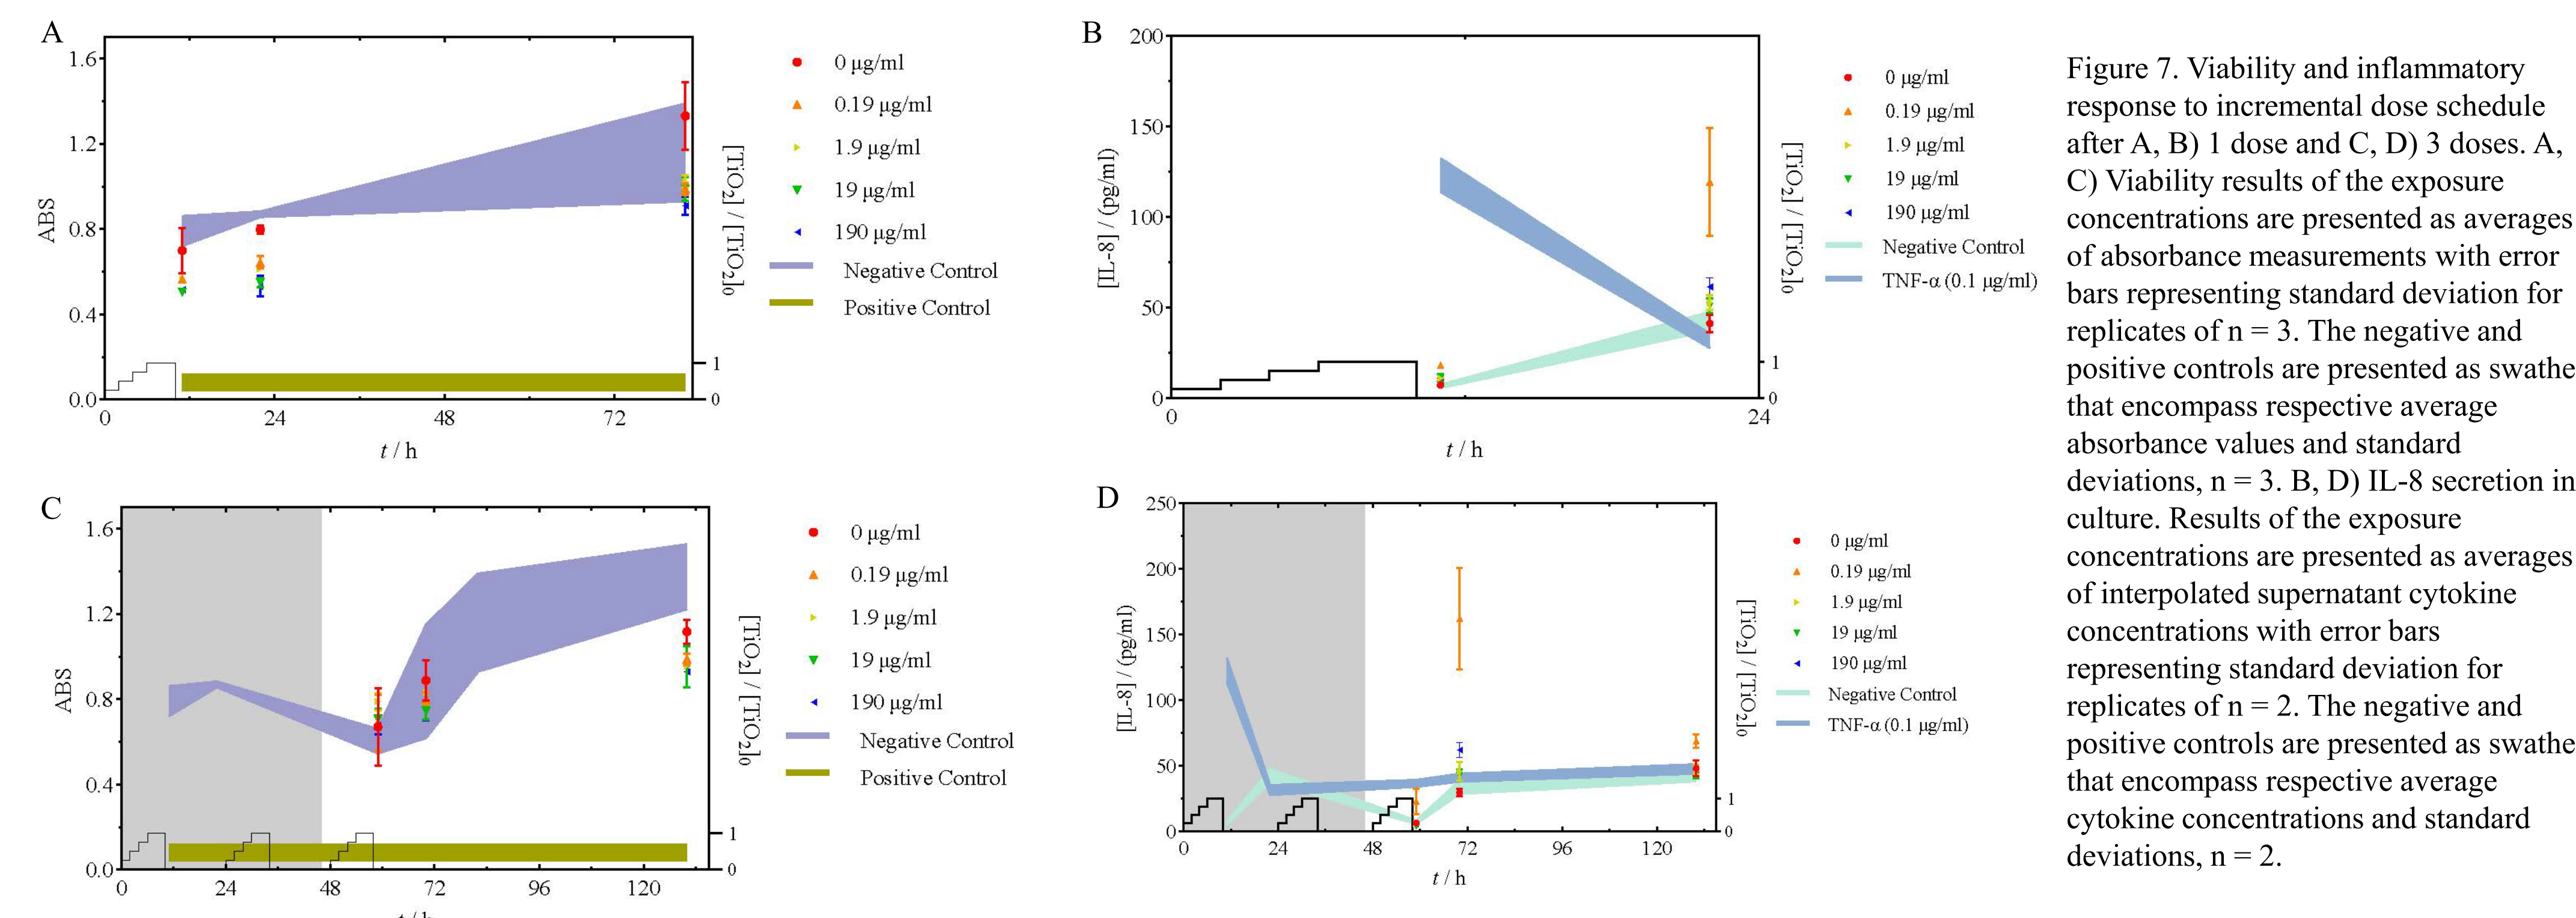 A
1.6
1.2
0.8
0.4
0.0
ABS
0
24
48
72
t / h
1
0
[TiO2] / [TiO2]0
0 µg/ml
0.19 µg/ml
1.9 µg/ml
19 µg/ml
190 µg/ml
Negative Control
Positive Control
B
200
150
100
50
0
[IL-8] / (pg/ml)
0
24
t / h
1
0
[TiO2] / [TiO2]0
0 µg/ml
0.19 µg/ml
1.9 µg/ml
19 µg/ml
190 µg/ml
Negative Control
TNF-α (0.1 µg/ml)
C
1.6
1.2
0.8
0.4
0.0
ABS
0
24
48
72
96
120
t / h
1
0
[TiO2] / [TiO2]0
0 µg/ml
0.19 µg/ml
1.9 µg/ml
19 µg/ml
190 µg/ml
Negative Control
Positive Control
D
250
200
150
100
50
0
[IL-8] / (pg/ml)
0
24
48
72
96
120
t / h
1
0
[TiO2] / [TiO2]0
0 µg/ml
0.19 µg/ml
1.9 µg/ml
19 µg/ml
190 µg/ml
Negative Control
TNF-α (0.1 µg/ml)
Figure 7. Viability and inflammatory
response to incremental dose schedule
after A, B) 1 dose and C, D) 3 doses. A,
C) Viability results of the exposure
concentrations are presented as averages
of absorbance measurements with error
bars representing standard deviation for
replicates of n = 3. The negative and
positive controls are presented as swathe
that encompass respective average
absorbance values and standard
deviations, n = 3. B, D) IL-8 secretion in
culture. Results of the exposure
concentrations are presented as averages
of interpolated supernatant cytokine
concentrations with error bars
representing standard deviation for
replicates of n = 2. The negative and
positive controls are presented as swathe
that encompass respective average
cytokine concentrations and standard
deviations, n = 2.